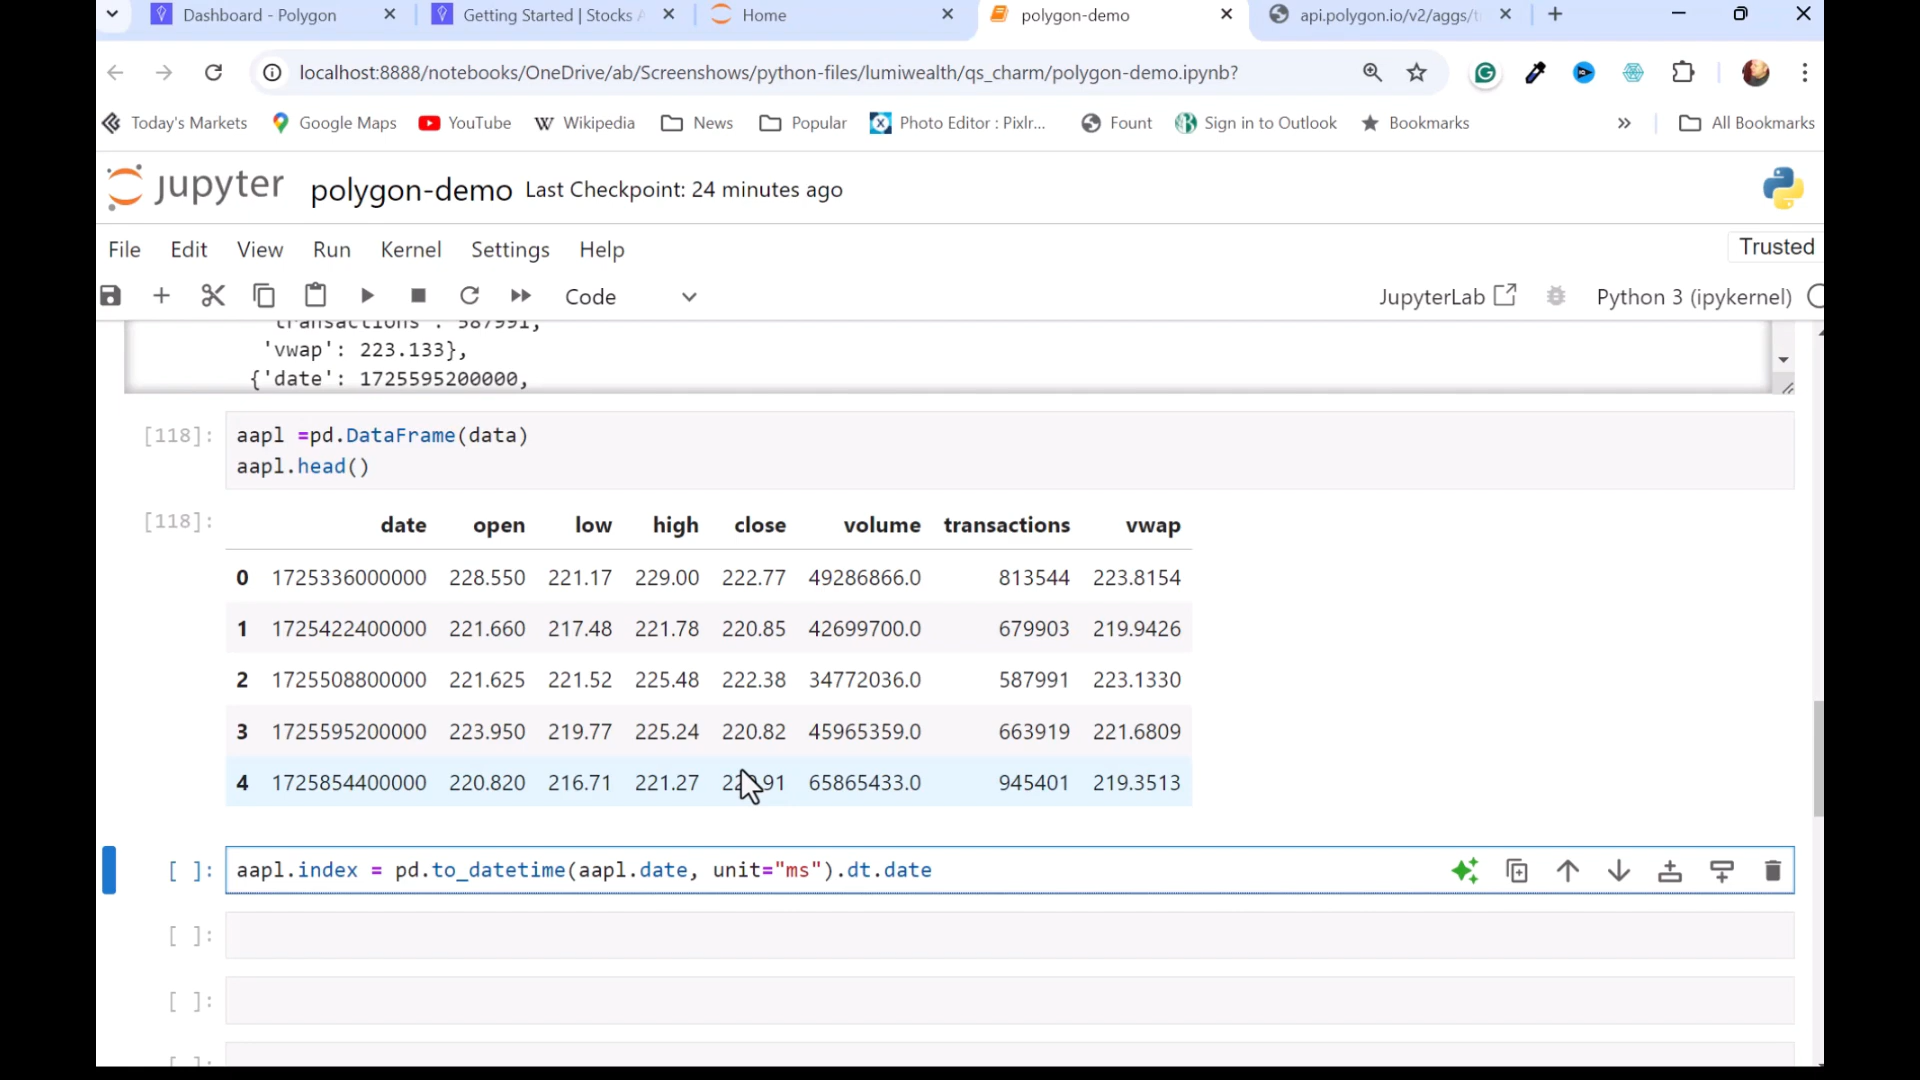 Dashboard - Polygon
Getting Started | Stocks A
Home
polygon-demo
api.polygon.io/v2/aggs/ti
localhost:8888/notebooks/OneDrive/ab/Screenshows/python-files/lumiwealth/qs_charm/polygon-demo.ipynb?
Today's Markets
Google Maps
YouTube
Wikipedia
News
Popular
Photo Editor : Pixlr...
Fount
Sign in to Outlook
Bookmarks
»
All Bookmarks
jupyter polygon-demo Last Checkpoint: 24 minutes ago
File Edit View Run Kernel Settings Help
Trusted
Code
JupyterLab
Python 3 (ipykernel)
'transactions': 587991,
'vwap': 223.133},
{'date': 1725595200000,
[118]: aapl =pd.DataFrame(data)
aapl.head()
[118]: date open low high close volume transactions vwap
0 1725336000000 228.550 221.17 229.00 222.77 49286866.0 813544 223.8154
1 1725422400000 221.660 217.48 221.78 220.85 42699700.0 679903 219.9426
2 1725508800000 221.625 221.52 225.48 222.38 34772036.0 587991 223.1330
3 1725595200000 223.950 219.77 225.24 220.82 45965359.0 663919 221.6809
4 1725854400000 220.820 216.71 221.27 65865433.0 945401 219.3513
[ ]: aapl.index = pd.to_datetime(aapl.date, unit="ms").dt.date
[ ]:
[ ]:
[ ]: